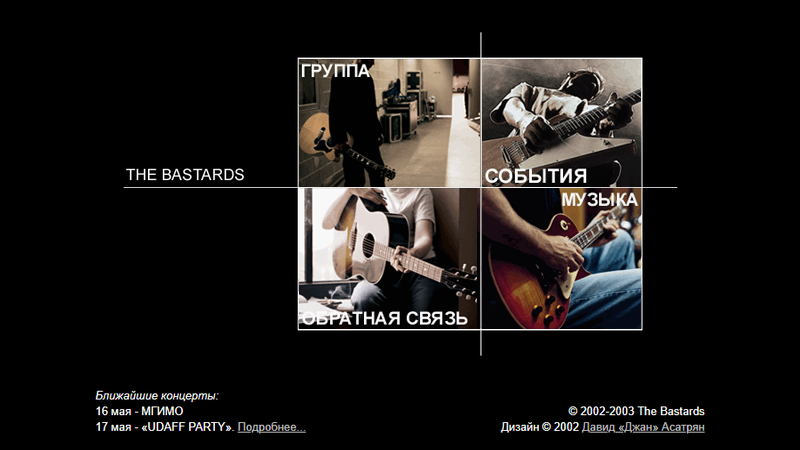 ГРУППА
THE BASTARDS
СОБЫТИЯ
МУЗЫКА
ОБРАТНАЯ СВЯЗЬ
Ближайшие концерты:
16 мая - МГИМО
17 мая - «UDAFF PARTY». Подробнее...
© 2002-2003 The Bastards
Дизайн © 2002 Давид «Джан» Асатрян